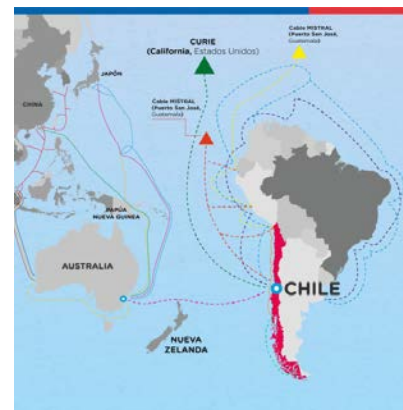 CURIE
(California, Estados Unidos)
Cable MISTRAL
(Puerto San José,
Guatemala)
JAPÓN
CHINA
Cable MISTRAL
(Puerto San José,
Guatemala)
PAPÚA
NUEVA GUINEA
AUSTRALIA
CHILE
NUEVA
ZELANDA